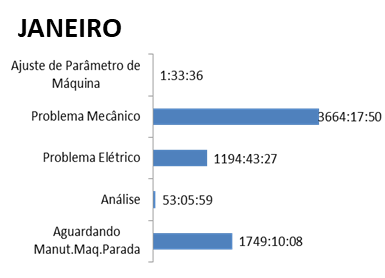 JANEIRO
Ajuste de Parâmetro de
Máquina
1:33:36
Problema Mecânico
3664:17:50
Problema Elétrico
1194:43:27
Análise
53:05:59
Aguardando
Manut.Maq.Parada
1749:10:08